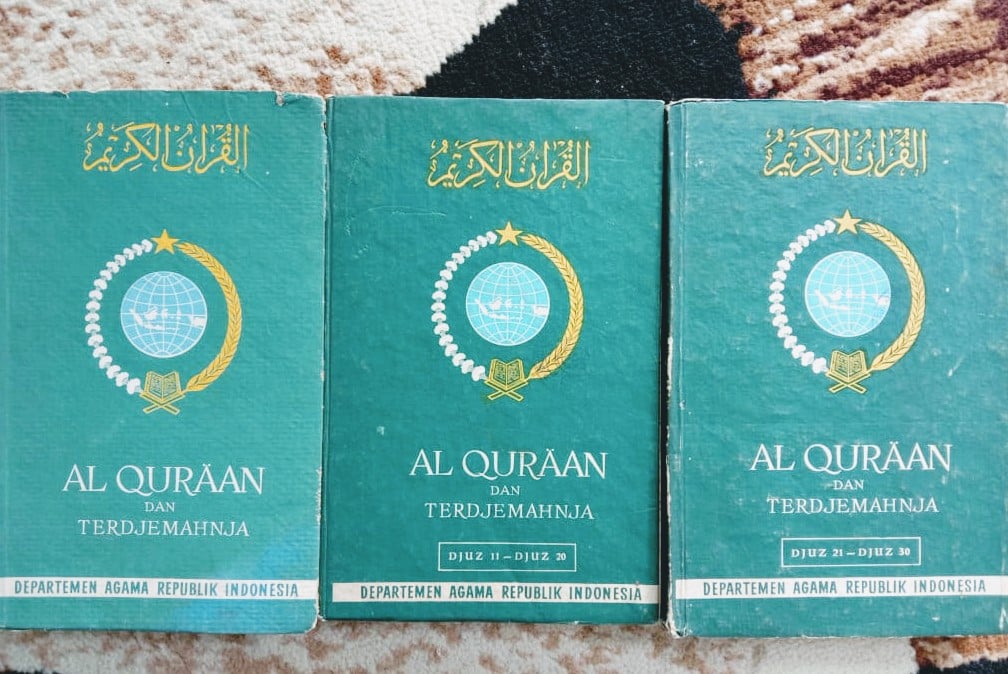 القرآن الكريم
AL QURÄAN
DAN
TERDJEMAHNJA
DEPARTEMEN AGAMA REPUBLIK INDONESIA
القرآن الكريم
AL QURÄAN
DAN
TERDJEMAHNJA
DJUZ 11 — DJUZ 20
DEPARTEMEN AGAMA REPUBLIK INDONESIA
القرآن الكريم
AL QURÄAN
DAN
TERDJEMAHNJA
DJUZ 21 — DJUZ 30
DEPARTEMEN AGAMA REPUBLIK INDONESIA